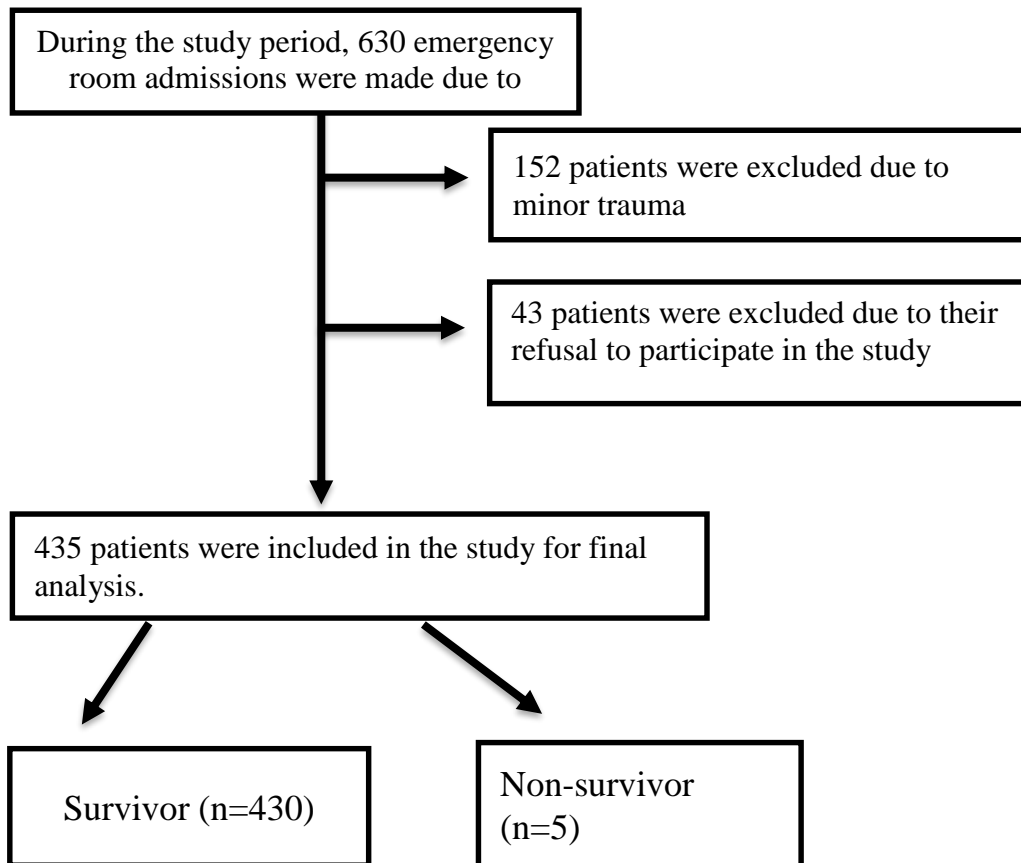 During the study period, 630 emergency
room admissions were made due to
152 patients were excluded due to
minor trauma
43 patients were excluded due to their
refusal to participate in the study
435 patients were included in the study for final
analysis.
Survivor (n=430)
Non-survivor
(n=5)